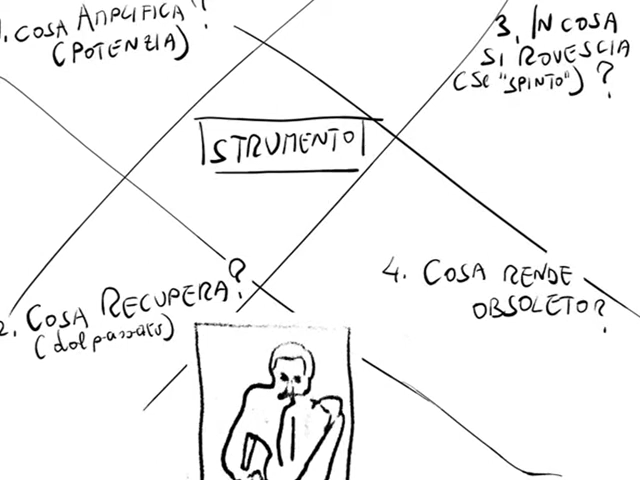 1. COSA AMPLIFICA?
(POTENZIA)
3. IN COSA
SI ROVESCIA
(SE "SPINTO")?
STRUMENTO
2. COSA RECUPERA?
(dal passato)
4. COSA RENDE
OBSOLETO?